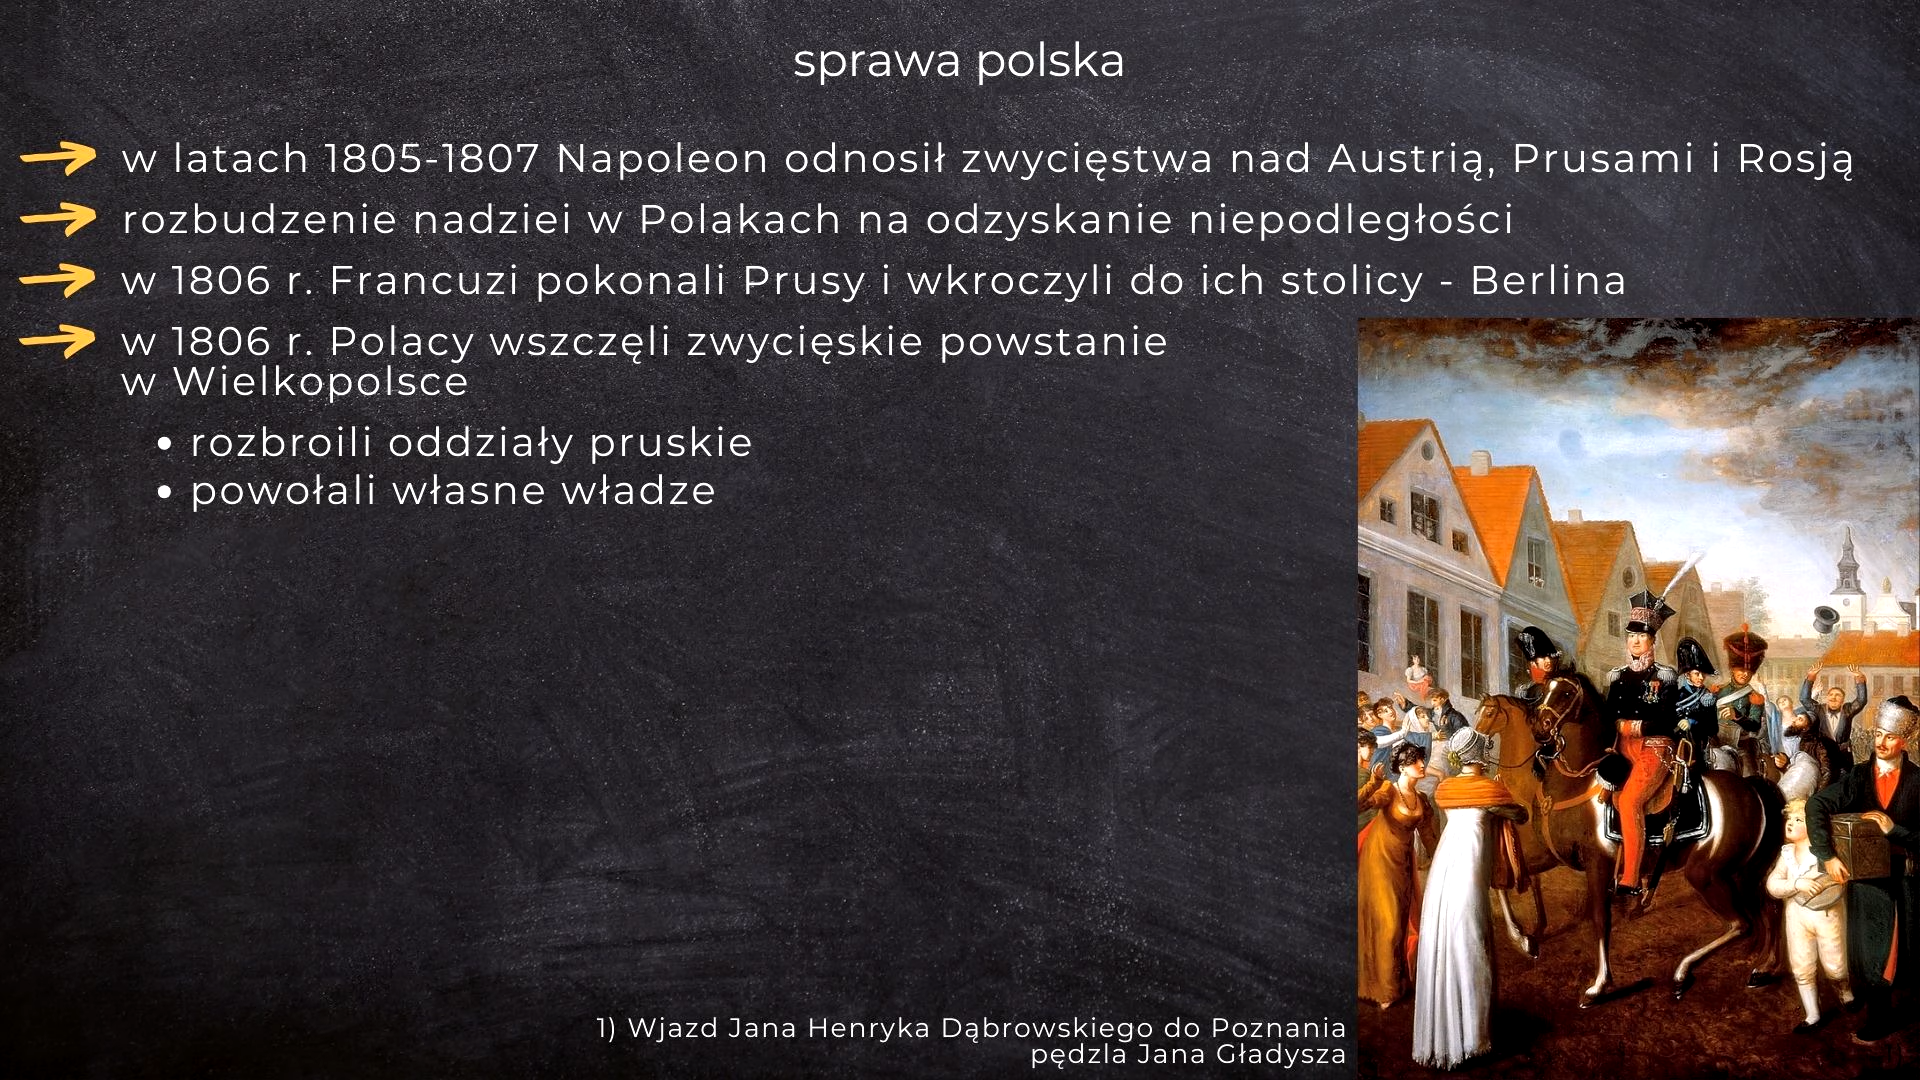 sprawa polska
w latach 1805-1807 Napoleon odnosił zwycięstwa nad Austrią, Prusami i Rosją
rozbudzenie nadziei w Polakach na odzyskanie niepodległości
w 1806 r. Francuzi pokonali Prusy i wkroczyli do ich stolicy - Berlina
w 1806 r. Polacy wszczęli zwycięskie powstanie
w Wielkopolsce
• rozbroili oddziały pruskie
• powołali własne władze
1) Wjazd Jana Henryka Dąbrowskiego do Poznania
pędzla Jana Gładysza